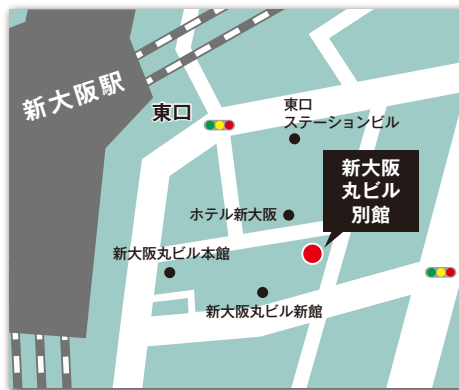 新大阪駅
東口
東口
ステーションビル
新大阪
丸ビル
別館
ホテル新大阪
新大阪丸ビル本館
新大阪丸ビル新館